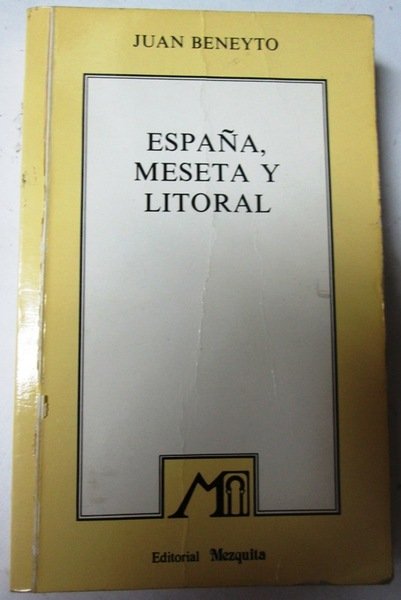 JUAN BENEYTO
ESPAÑA,
MESETA Y
LITORAL
M
Editorial Mezquita